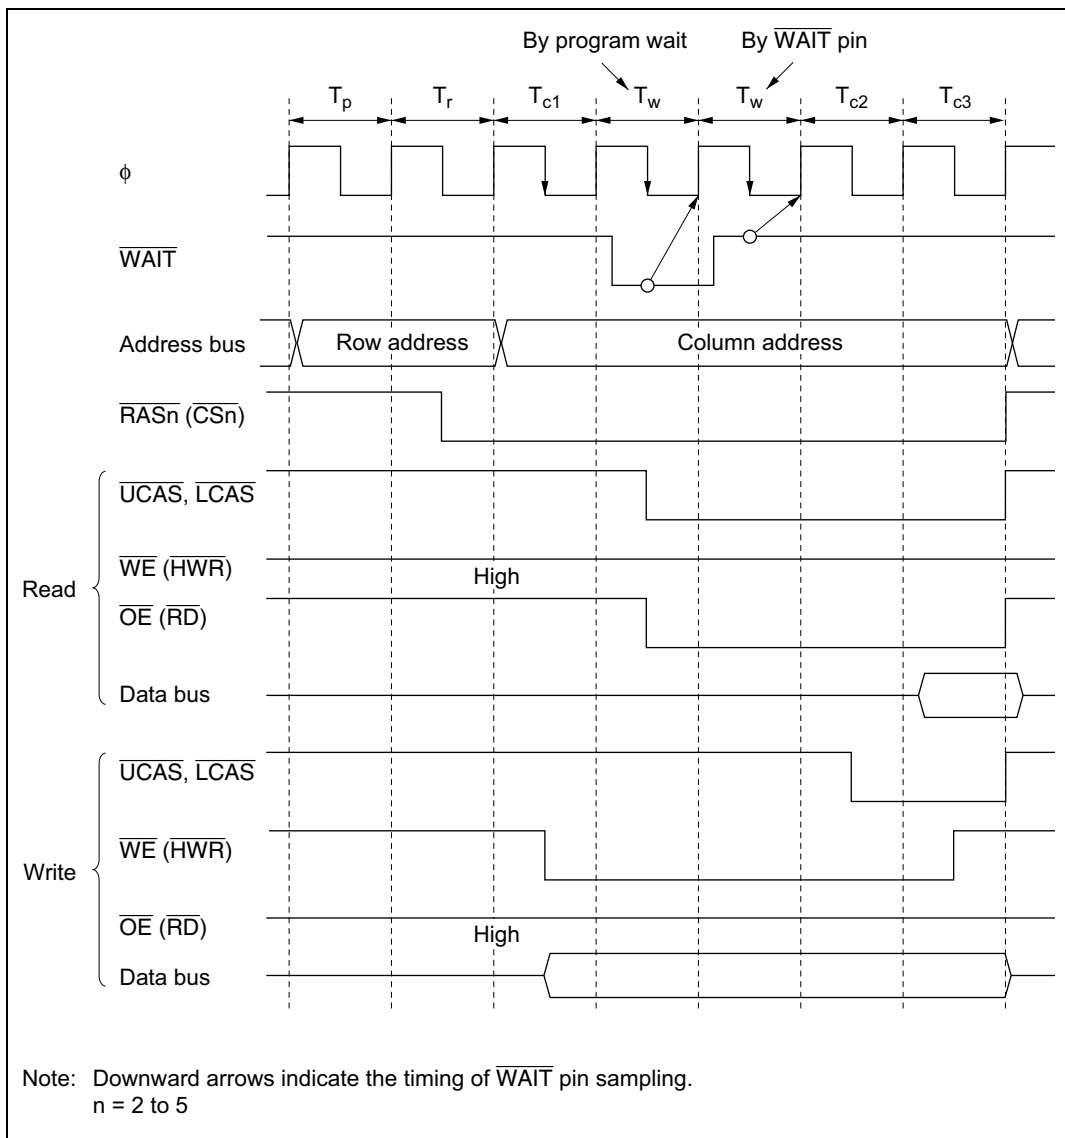 By program wait By WAIT pin
Tp Tr Tc1 Tw Tw Tc2 Tc3
ϕ
WAIT
Address bus Row address Column address
RASn (CSn)
UCAS, LCAS
WE (HWR)
High
Read
OE (RD)
Data bus
UCAS, LCAS
WE (HWR)
Write
OE (RD)
High
Data bus
Note: Downward arrows indicate the timing of WAIT pin sampling.
n = 2 to 5